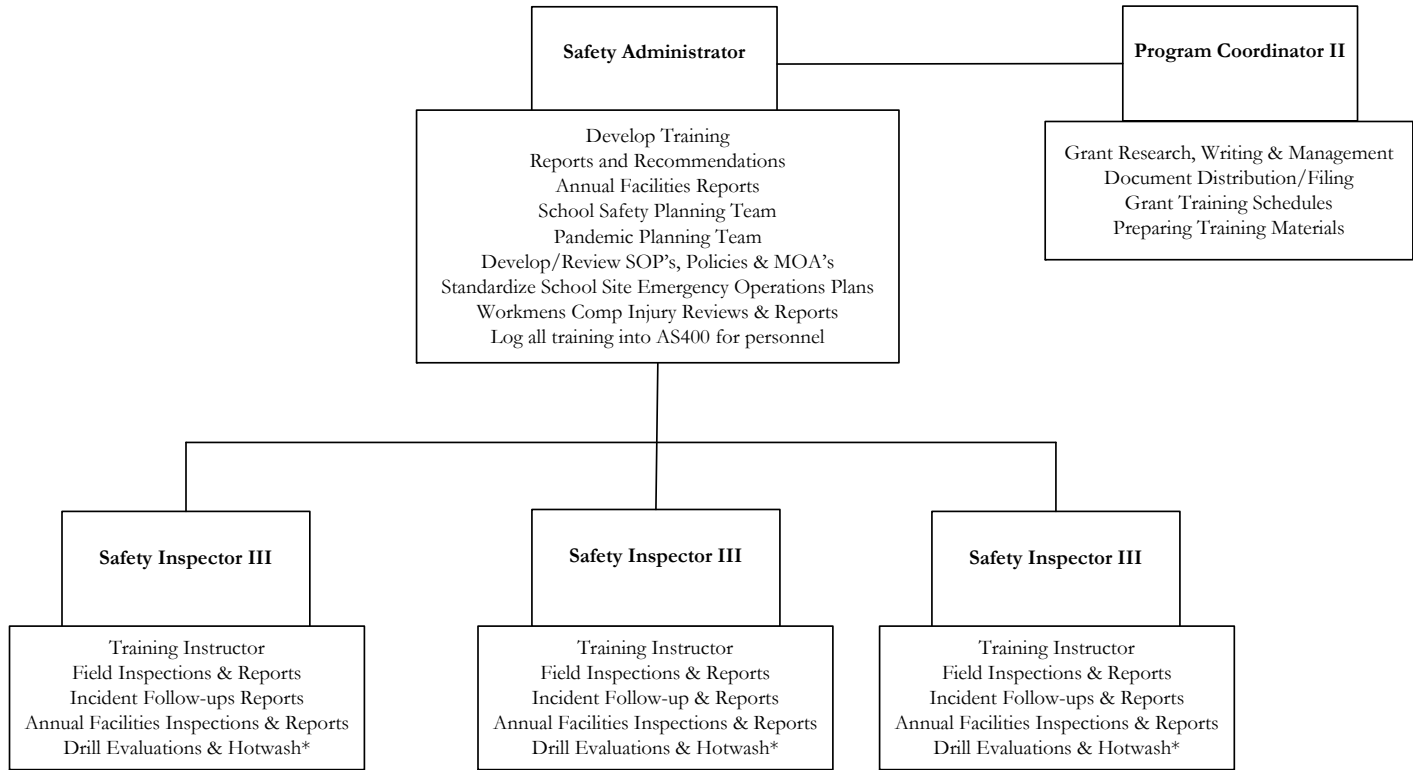 Safety Administrator
Develop Training
Reports and Recommendations
Annual Facilities Reports
School Safety Planning Team
Pandemic Planning Team
Develop/Review SOP's, Policies & MOA's
Standardize School Site Emergency Operations Plans
Workmens Comp Injury Reviews & Reports
Log all training into AS400 for personnel
Program Coordinator II
Grant Research, Writing & Management
Document Distribution/Filing
Grant Training Schedules
Preparing Training Materials
Safety Inspector III
Training Instructor
Field Inspections & Reports
Incident Follow-ups Reports
Annual Facilities Inspections & Reports
Drill Evaluations & Hotwash*
Safety Inspector III
Training Instructor
Field Inspections & Reports
Incident Follow-up & Reports
Annual Facilities Inspections & Reports
Drill Evaluations & Hotwash*
Safety Inspector III
Training Instructor
Field Inspections & Reports
Incident Follow-ups & Reports
Annual Facilities Inspections & Reports
Drill Evaluations & Hotwash*